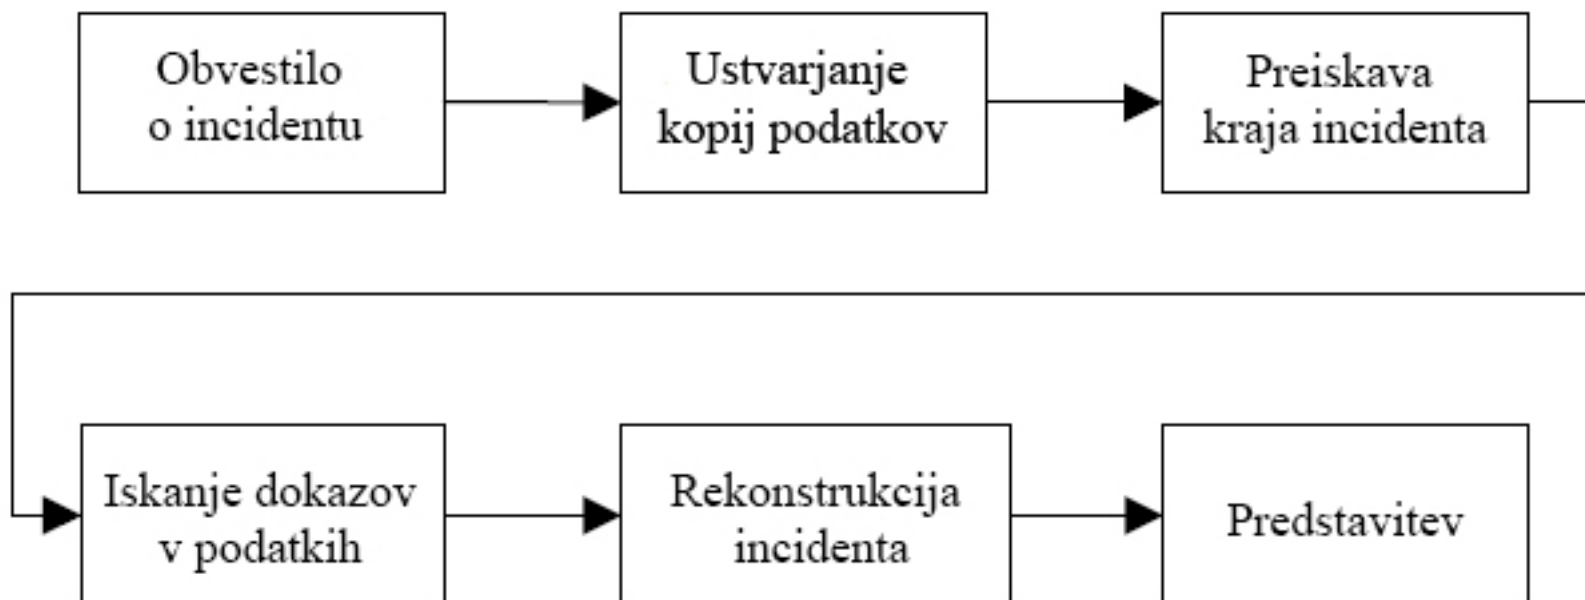 Obvestilo
o incidentu
Ustvarjanje
kopij podatkov
Preiskava
kraja incidenta
Iskanje dokazov
v podatkih
Rekonstrukcija
incidenta
Predstavitev